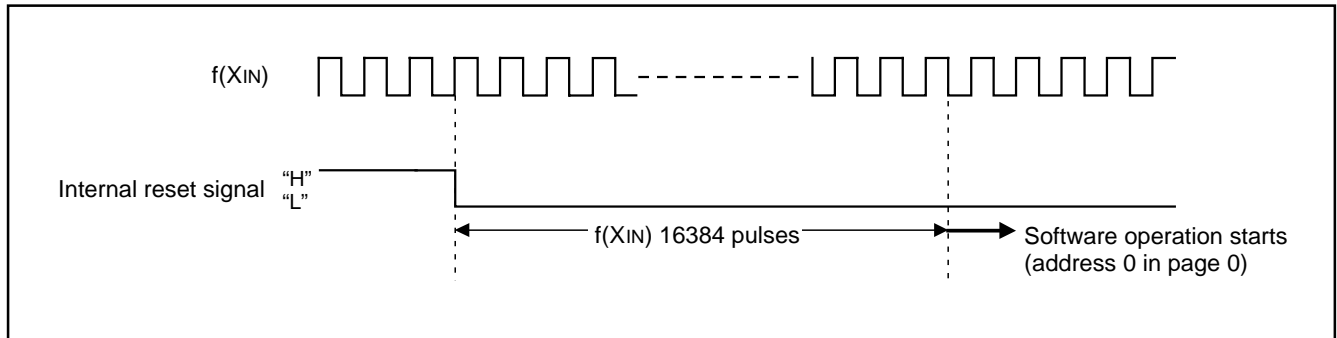 f(XIN)
Internal reset signal
“H”
“L”
f(XIN) 16384 pulses
Software operation starts
(address 0 in page 0)